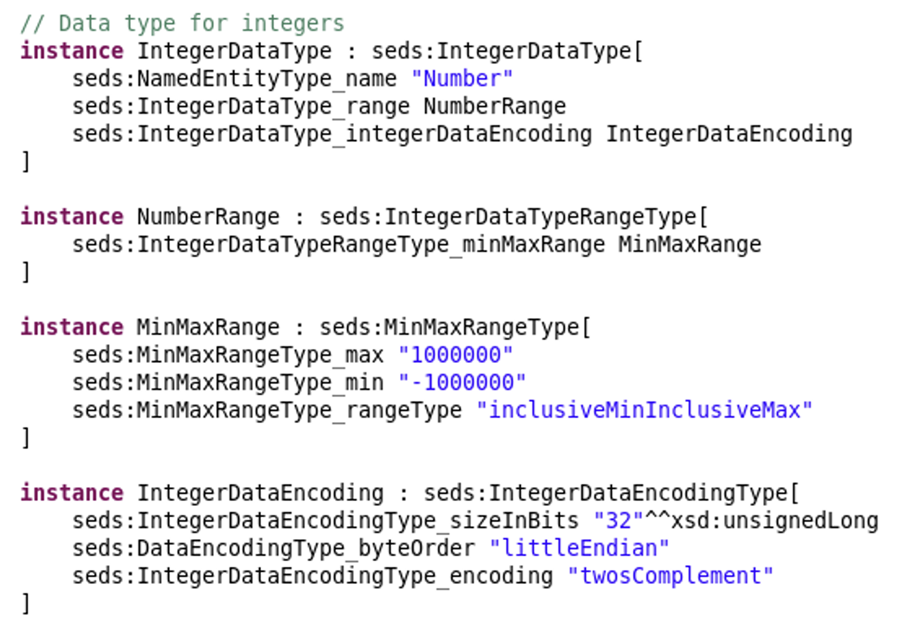 // Data type for integers
instance IntegerDataType : seds:IntegerDataType[
    seds:NamedEntityType_name "Number"
    seds:IntegerDataType_range NumberRange
    seds:IntegerDataType_integerDataEncoding IntegerDataEncoding
]

instance NumberRange : seds:IntegerDataTypeRangeType[
    seds:IntegerDataTypeRangeType_minMaxRange MinMaxRange
]

instance MinMaxRange : seds:MinMaxRangeType[
    seds:MinMaxRangeType_max "1000000"
    seds:MinMaxRangeType_min "-1000000"
    seds:MinMaxRangeType_rangeType "inclusiveMinInclusiveMax"
]

instance IntegerDataEncoding : seds:IntegerDataEncodingType[
    seds:IntegerDataEncodingType_sizeInBits "32"^^xsd:unsignedLong
    seds:DataEncodingType_byteOrder "littleEndian"
    seds:IntegerDataEncodingType_encoding "twosComplement"
]